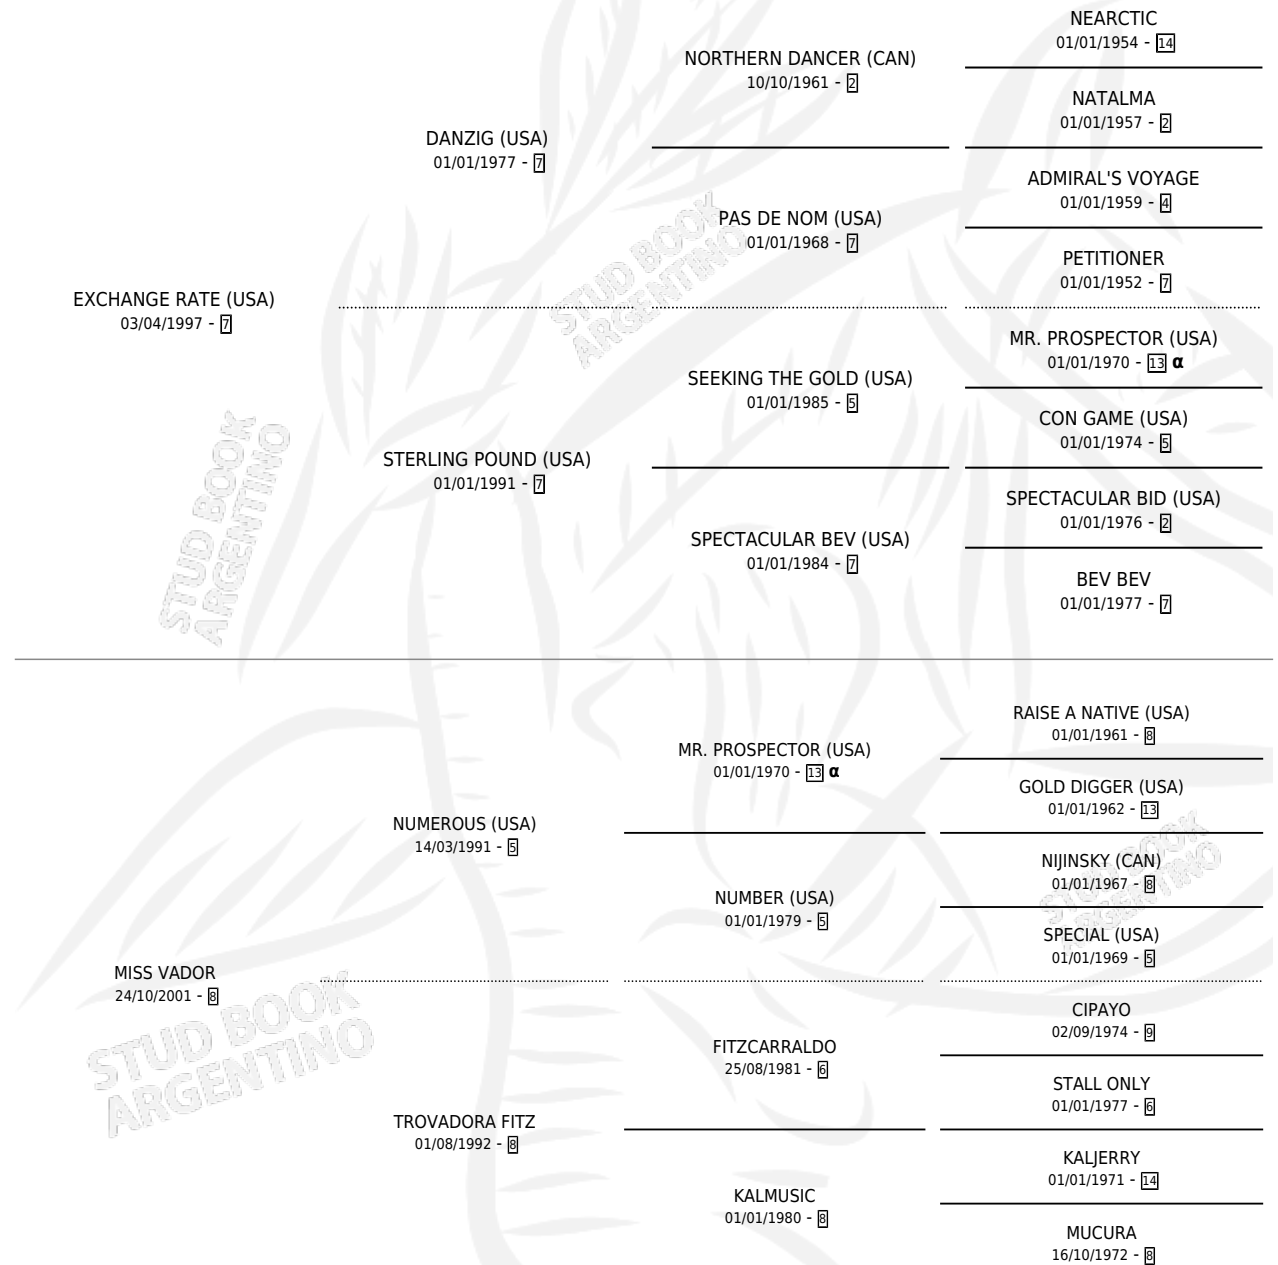 NEARCTIC
01/01/1954 - 14
NORTHERN DANCER (CAN)
10/10/1961 - 2
NATALMA
01/01/1957 - 2
DANZIG (USA)
01/01/1977 - 7
ADMIRAL'S VOYAGE
01/01/1959 - 4
PAS DE NOM (USA)
01/01/1968 - 7
PETITIONER
01/01/1952 - 7
EXCHANGE RATE (USA)
03/04/1997 - 7
MR. PROSPECTOR (USA)
01/01/1970 - 13 α
SEEKING THE GOLD (USA)
01/01/1985 - 5
CON GAME (USA)
01/01/1974 - 5
STERLING POUND (USA)
01/01/1991 - 7
SPECTACULAR BID (USA)
01/01/1976 - 2
SPECTACULAR BEV (USA)
01/01/1984 - 7
BEV BEV
01/01/1977 - 7
RAISE A NATIVE (USA)
01/01/1961 - 8
MR. PROSPECTOR (USA)
01/01/1970 - 13 α
GOLD DIGGER (USA)
01/01/1962 - 13
NUMEROUS (USA)
14/03/1991 - 5
NIJINSKY (CAN)
01/01/1967 - 8
NUMBER (USA)
01/01/1979 - 5
SPECIAL (USA)
01/01/1969 - 5
MISS VADOR
24/10/2001 - 8
CIPAYO
02/09/1974 - 9
FITZCARRALDO
25/08/1981 - 6
STALL ONLY
01/01/1977 - 6
TROVADORA FITZ
01/08/1992 - 8
KALJERRY
01/01/1971 - 14
KALMUSIC
01/01/1980 - 8
MUCURA
16/10/1972 - 8
STUD BOOK
ARGENTINO
STUD BOOK
ARGENTINO
STUD BOOK
ARGENTINO
STUD BOOK
ARGENTINO